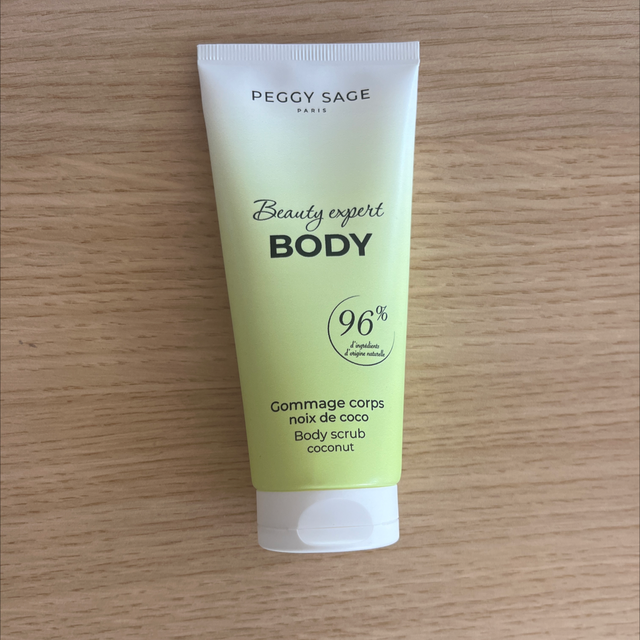 PEGGY SAGE
PARIS
Beauty expert
BODY
96%
d'ingrédients
d'origine naturelle
Gommage corps
noix de coco
Body scrub
coconut